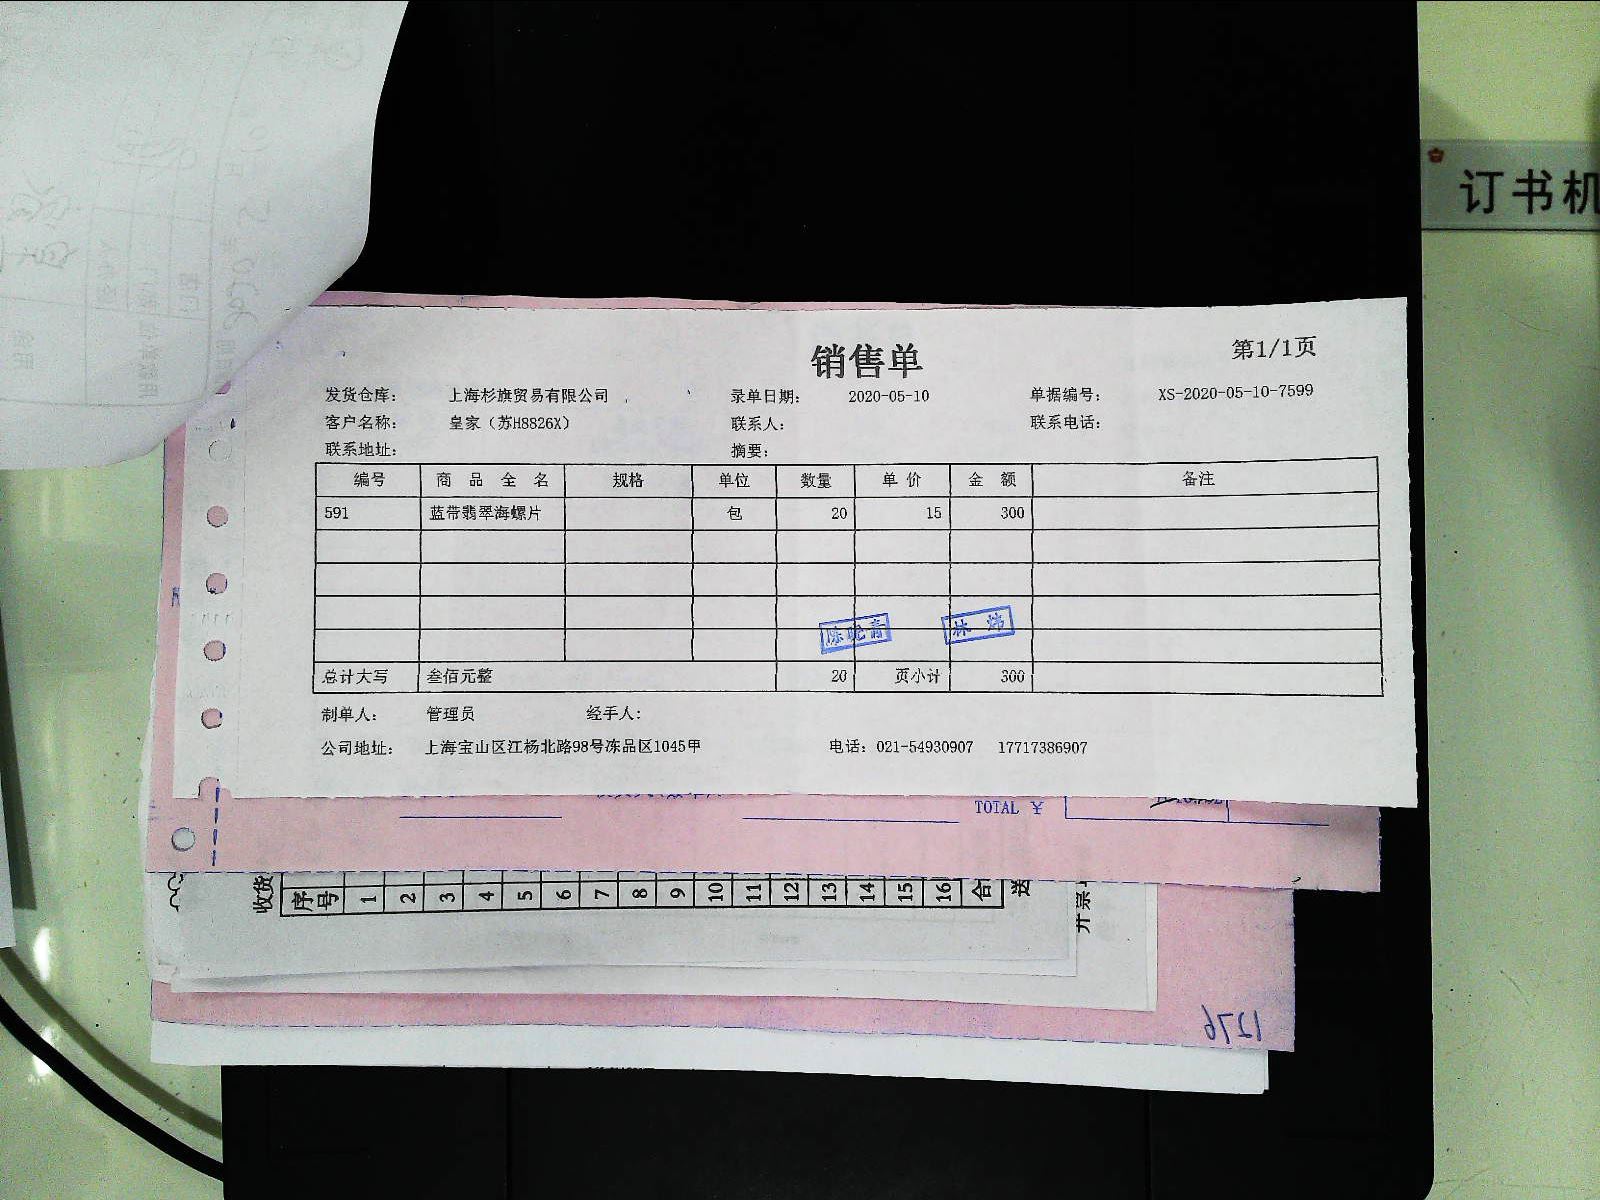 订书机
销售单
第1/1页
发货仓库: 上海杉旗贸易有限公司 录单日期: 2020-05-10 单据编号: XS-2020-05-10-7599
客户名称: 皇家（苏H8826X） 联系人: 联系电话:
联系地址: 摘要:
编号 商品全名 规格 单位 数量 单价 金额 备注
591 蓝带翡翠海螺片 包 20 15 300
林炜
总计大写 叁佰元整 20 页小计 300
制单人: 管理员 经手人:
公司地址: 上海宝山区江杨北路98号冻品区1045甲 电话: 021-54930907 17717386907
TOTAL ¥
收货
序号 1 2 3 4 5 6 7 8 9 10 11 12 13 14 15 16 合
送
开票